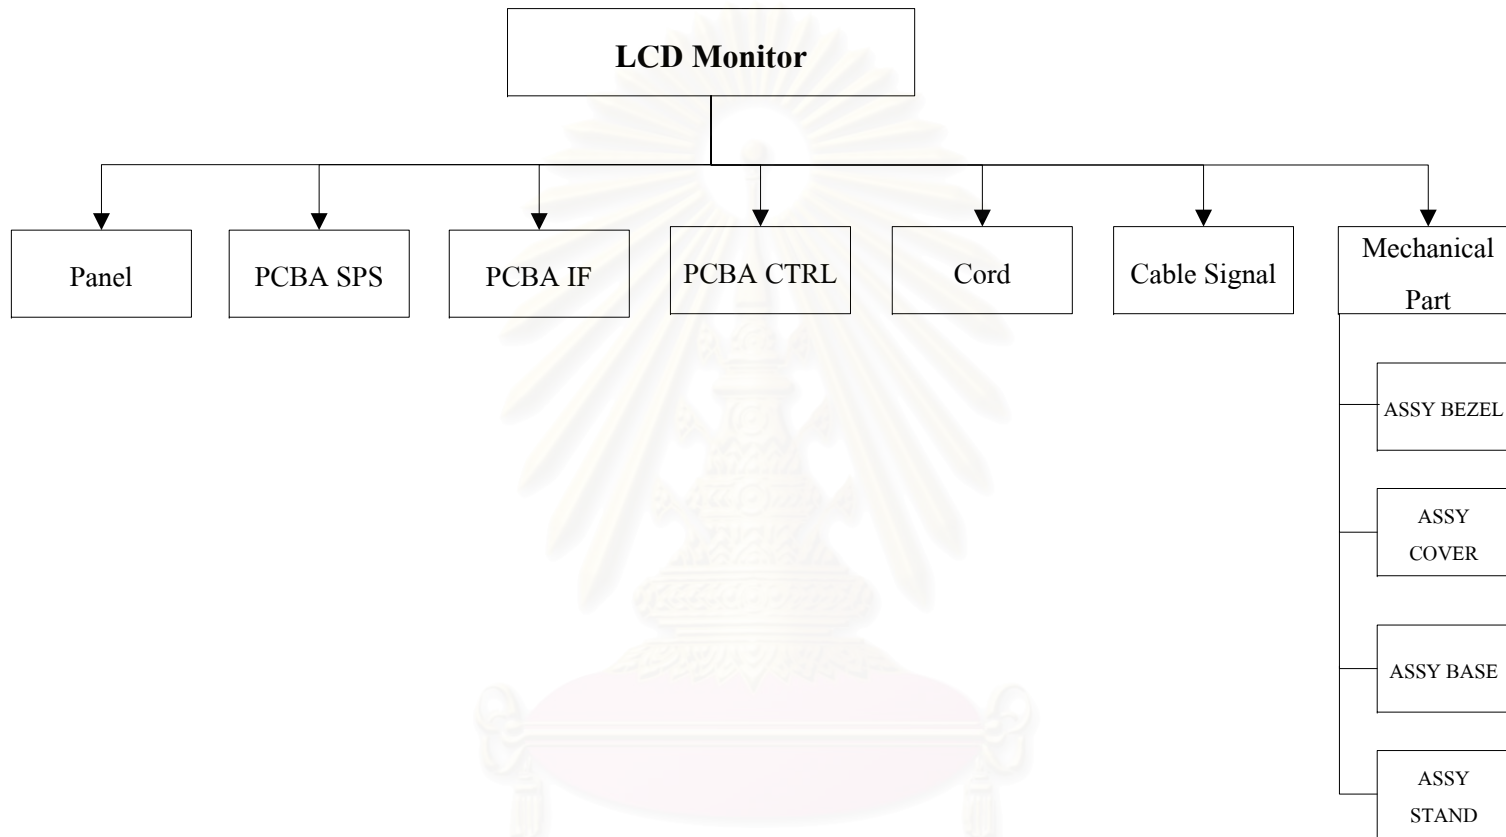 LCD Monitor
Panel
PCBA SPS
PCBA IF
PCBA CTRL
Cord
Cable Signal
Mechanical
Part
ASSY BEZEL
ASSY
COVER
ASSY BASE
ASSY
STAND